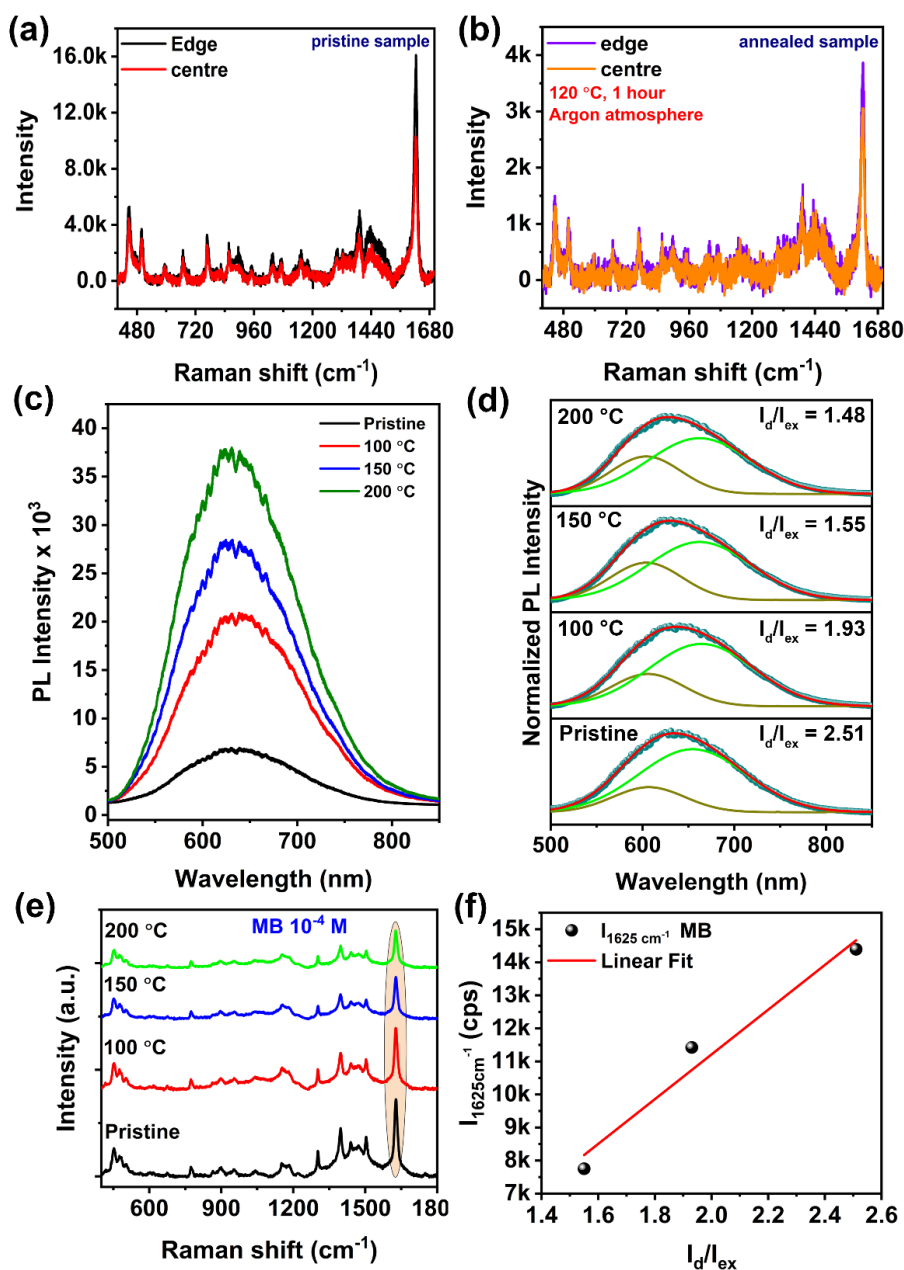 (a)
Edge
centre
pristine sample
16.0k
12.0k
8.0k
4.0k
0.0
Intensity
480 720 960 1200 1440 1680
Raman shift (cm⁻¹)
(b)
edge
centre
annealed sample
120 °C, 1 hour
Argon atmosphere
4k
3k
2k
1k
0
Intensity
480 720 960 1200 1440 1680
Raman shift (cm⁻¹)
(c)
Pristine
100 °C
150 °C
200 °C
40
35
30
25
20
15
10
5
0
PL Intensity x 10³
500 600 700 800
Wavelength (nm)
(d)
200 °C I_d/I_ex = 1.48
150 °C I_d/I_ex = 1.55
100 °C I_d/I_ex = 1.93
Pristine I_d/I_ex = 2.51
Normalized PL Intensity
500 600 700 800
Wavelength (nm)
(e)
MB 10⁻⁴ M
200 °C
150 °C
100 °C
Pristine
Intensity (a.u.)
600 900 1200 1500 180
Raman shift (cm⁻¹)
(f)
I_1625 cm⁻¹ MB
Linear Fit
15k
14k
13k
12k
11k
10k
9k
8k
7k
I_1625cm⁻¹ (cps)
1.4 1.6 1.8 2.0 2.2 2.4 2.6
I_d/I_ex